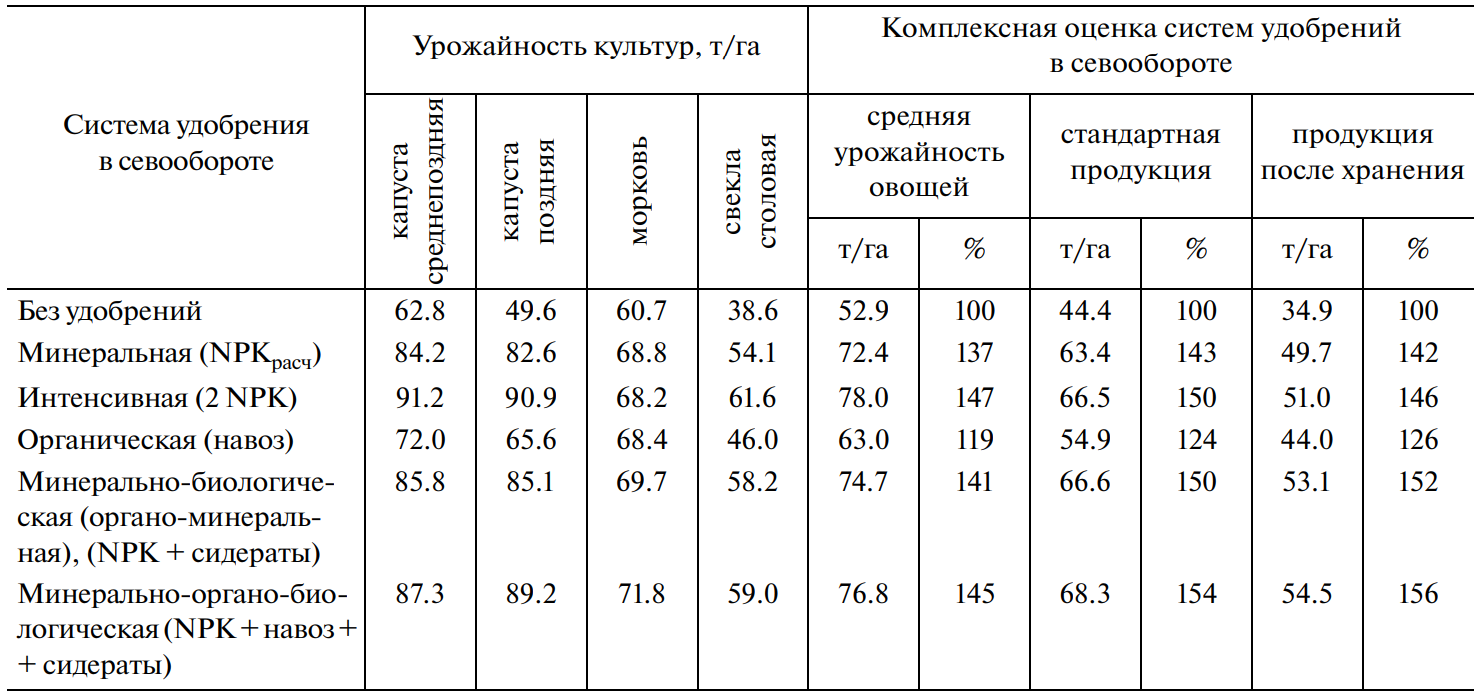 Система удобрения
в севообороте
Урожайность культур, т/га
Комплексная оценка систем удобрений
в севообороте
капуста
среднепоздняя
капуста
поздняя
морковь
свекла
столовая
средняя
урожайность
овощей
стандартная
продукция
продукция
после хранения
т/га % т/га % т/га %
Без удобрений 62.8 49.6 60.7 38.6 52.9 100 44.4 100 34.9 100
Минеральная (NPKрасч) 84.2 82.6 68.8 54.1 72.4 137 63.4 143 49.7 142
Интенсивная (2 NPK) 91.2 90.9 68.2 61.6 78.0 147 66.5 150 51.0 146
Органическая (навоз) 72.0 65.6 68.4 46.0 63.0 119 54.9 124 44.0 126
Минерально-биологиче- 85.8 85.1 69.7 58.2 74.7 141 66.6 150 53.1 152
ская (органо-минераль-
ная), (NPK + сидераты)
Минерально-органо-био- 87.3 89.2 71.8 59.0 76.8 145 68.3 154 54.5 156
логическая (NPK + навоз +
+ сидераты)